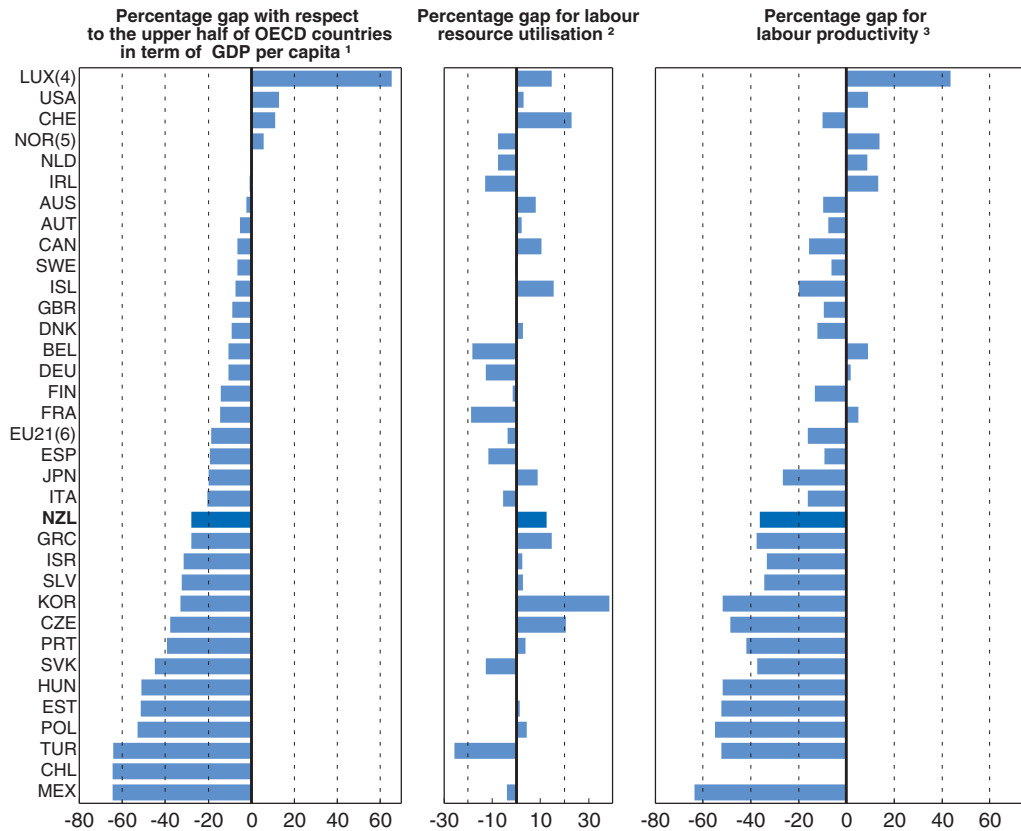 Percentage gap with respect
to the upper half of OECD countries
in term of GDP per capita ¹
Percentage gap for labour
resource utilisation ²
Percentage gap for
labour productivity ³
LUX(4)
USA
CHE
NOR(5)
NLD
IRL
AUS
AUT
CAN
SWE
ISL
GBR
DNK
BEL
DEU
FIN
FRA
EU21(6)
ESP
JPN
ITA
NZL
GRC
ISR
SLV
KOR
CZE
PRT
SVK
HUN
EST
POL
TUR
CHL
MEX
-80 -60 -40 -20 0 20 40 60
-30 -10 10 30
-80 -60 -40 -20 0 20 40 60